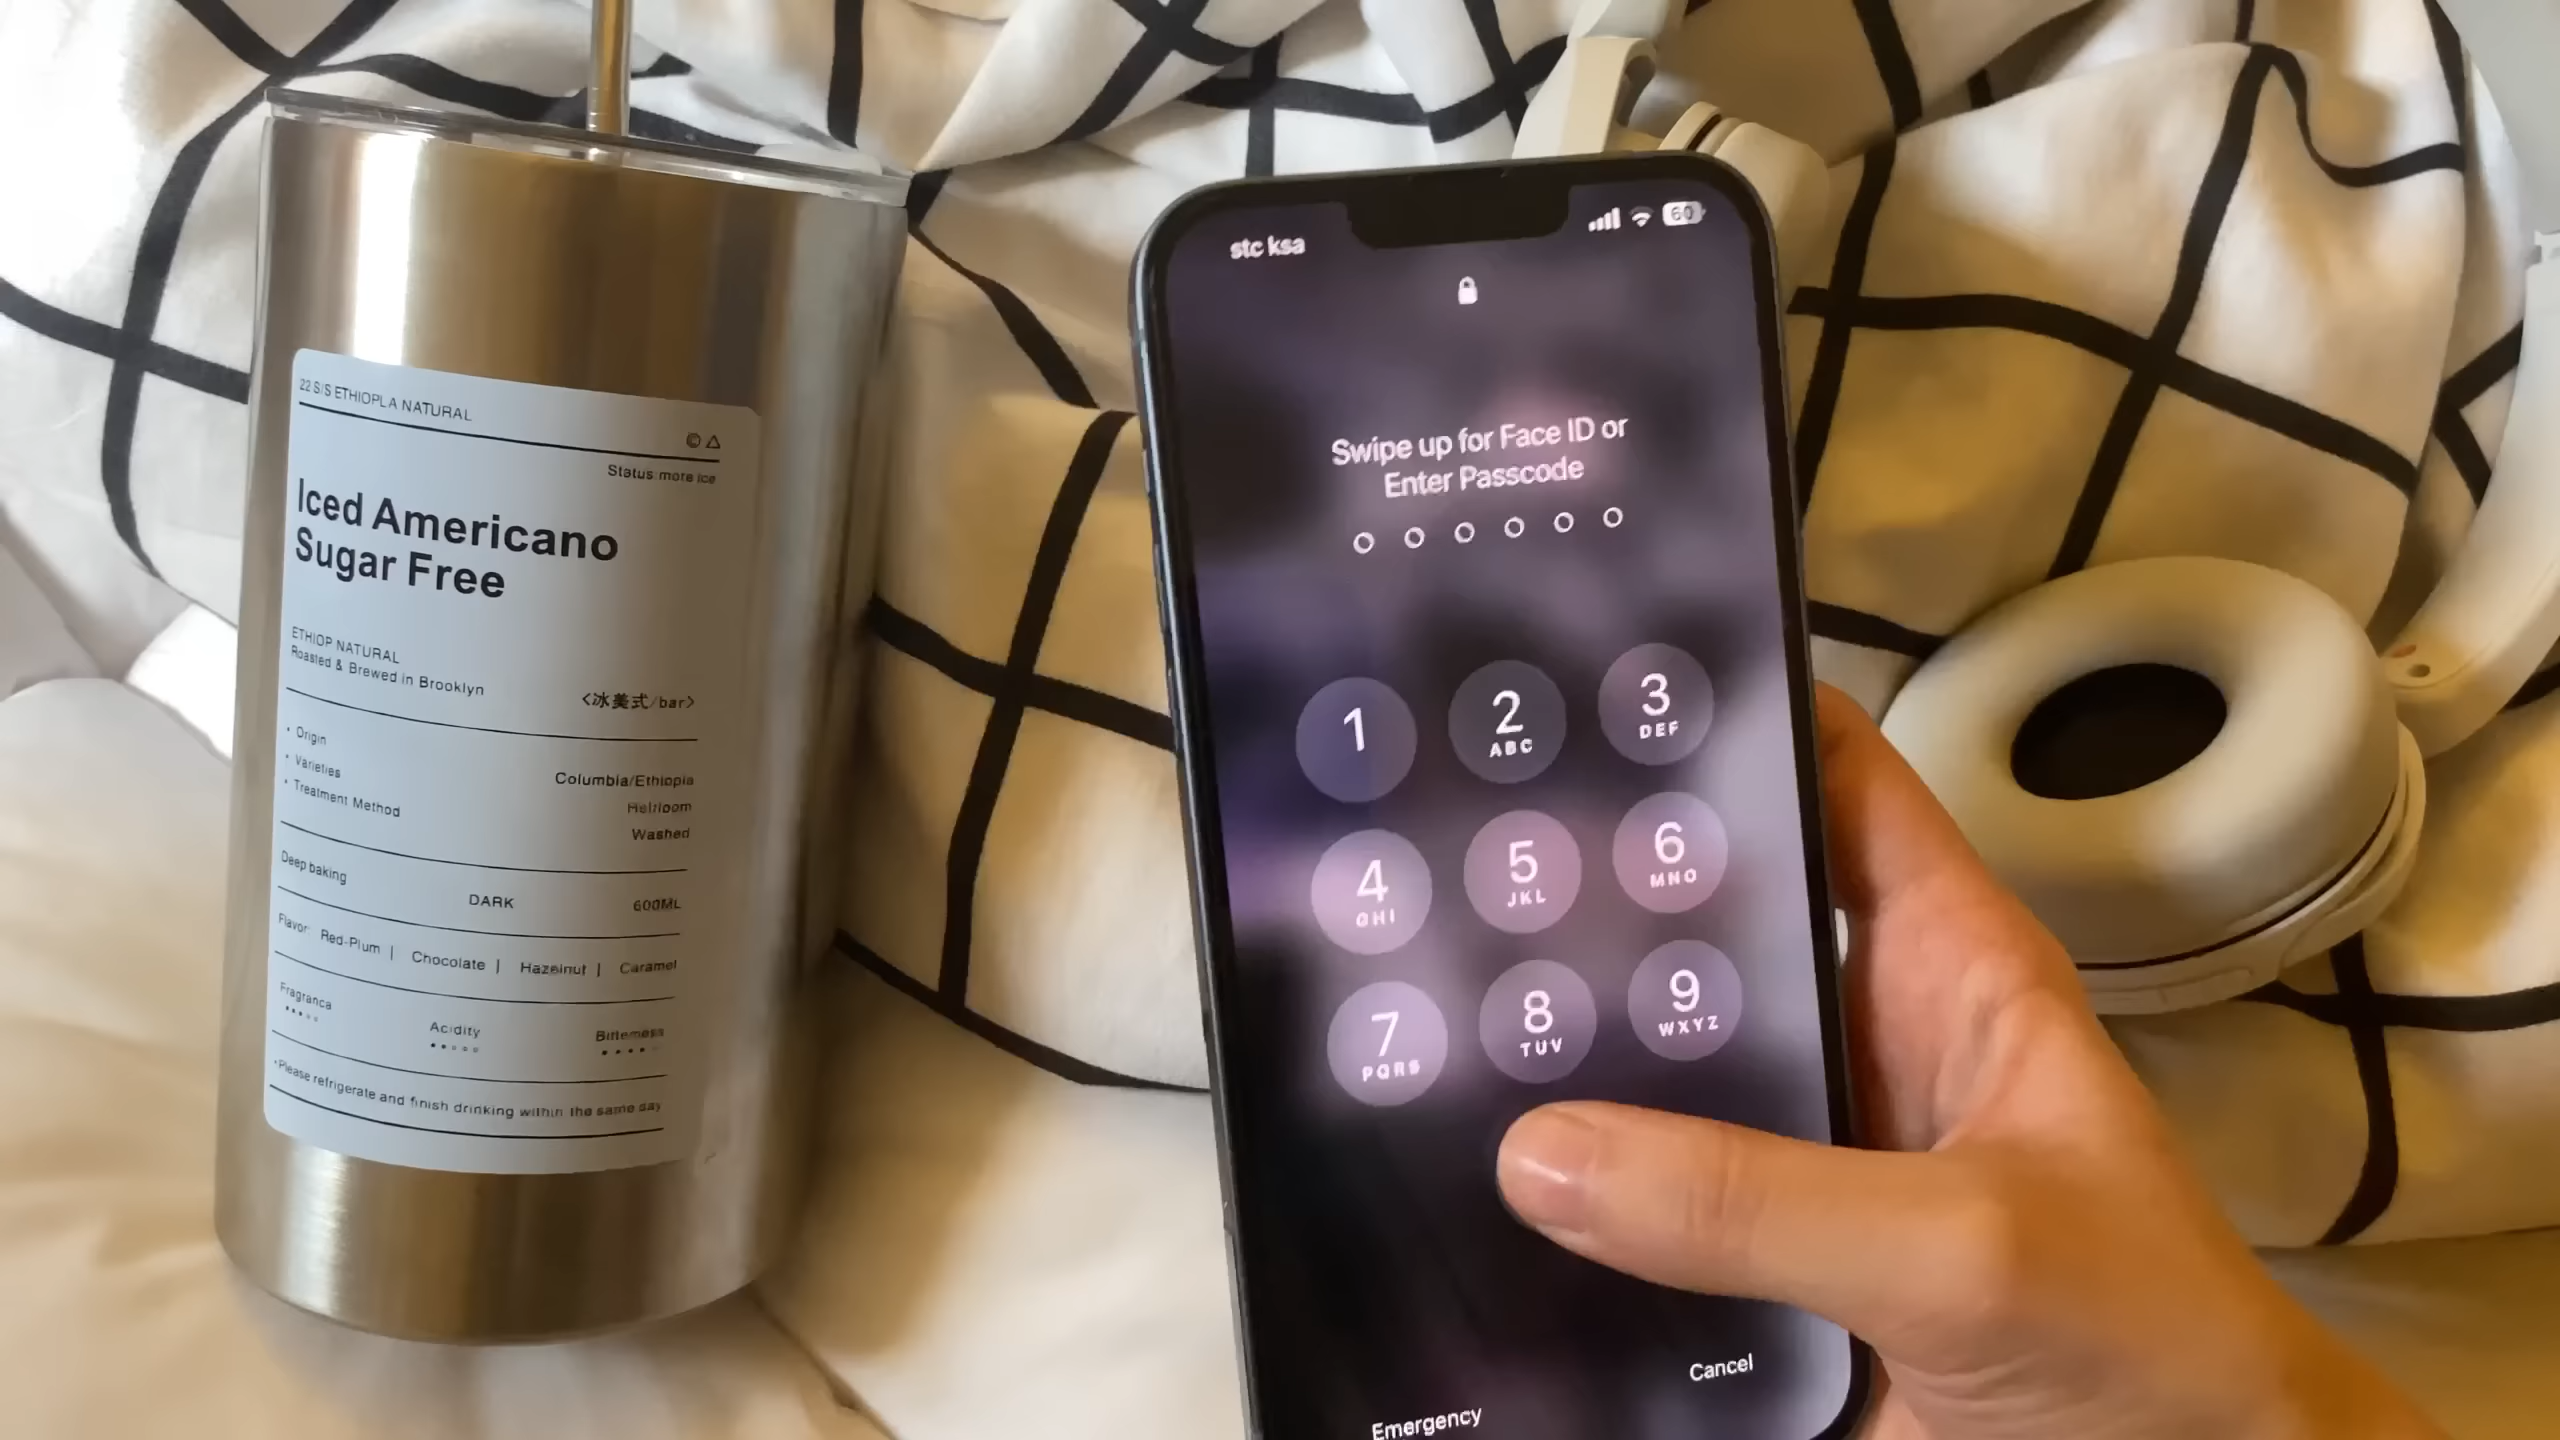 22 S/S ETHIOPLA NATURAL
© △
Status:more ice
Iced Americano
Sugar Free
ETHIOP NATURAL
Roasted & Brewed in Brooklyn
<冰美式/bar>
· Origin
Columbia/Ethiopia
· Varieties
Heirloom
· Treatment Method
Washed
Deep baking DARK 600ML
Flavor: Red-Plum | Chocolate | Hazelnut | Caramel
Fragranca Acidity Bitterness
*Please refrigerate and finish drinking within the same day
stc ksa
60
Swipe up for Face ID or
Enter Passcode
1 2 3
ABC DEF
4 5 6
GHI JKL MNO
7 8 9
PQRS TUV WXYZ
Cancel
Emergency